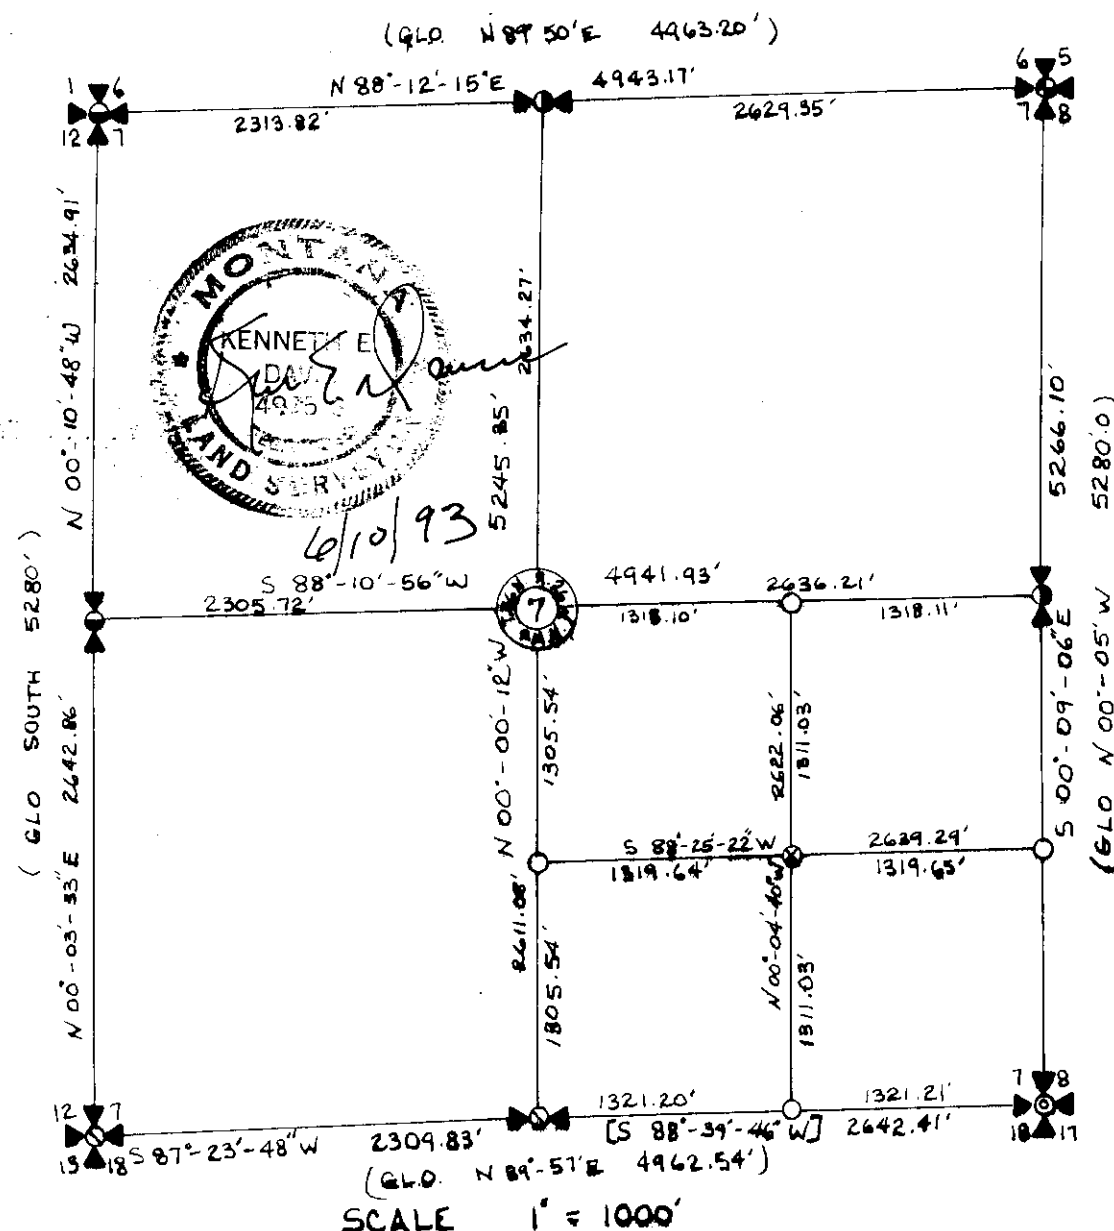 (GLO. N 89° 50' E 4963.20')
1 6
N 88°-12'-15" E 4943.17'
6 5
2313.82'
2629.35'
12 7
7 8
N 00°-10'-48" W 2634.91'
MONTANA
KENNETH E.
4975 S
LAND SURVEYOR
6/10/93
2634.27'
5245.35'
5266.10'
(GLO SOUTH 5280')
S 88°-10'-56" W 4941.93' 2636.21'
2305.72'
1318.10' 1318.11'
7
N 00°-00'-12" W
1305.54'
2622.06'
1311.03'
S 00°-09'-06" E
(GLO N 00°-05' W 5280.0)
N 00°-03'-33" E 2642.86'
S 88°-25'-22" W 2639.29'
1319.64' 1319.65'
2611.08'
1305.54'
N 00°-04'-40" W
1311.03'
12 7
7 8
1321.20' 1321.21'
13 18 S 87°-23'-48" W 2309.83' [S 88°-39'-46" W] 2642.41' 18 17
(GLO. N 89°-57' E 4962.54')
SCALE 1" = 1000'